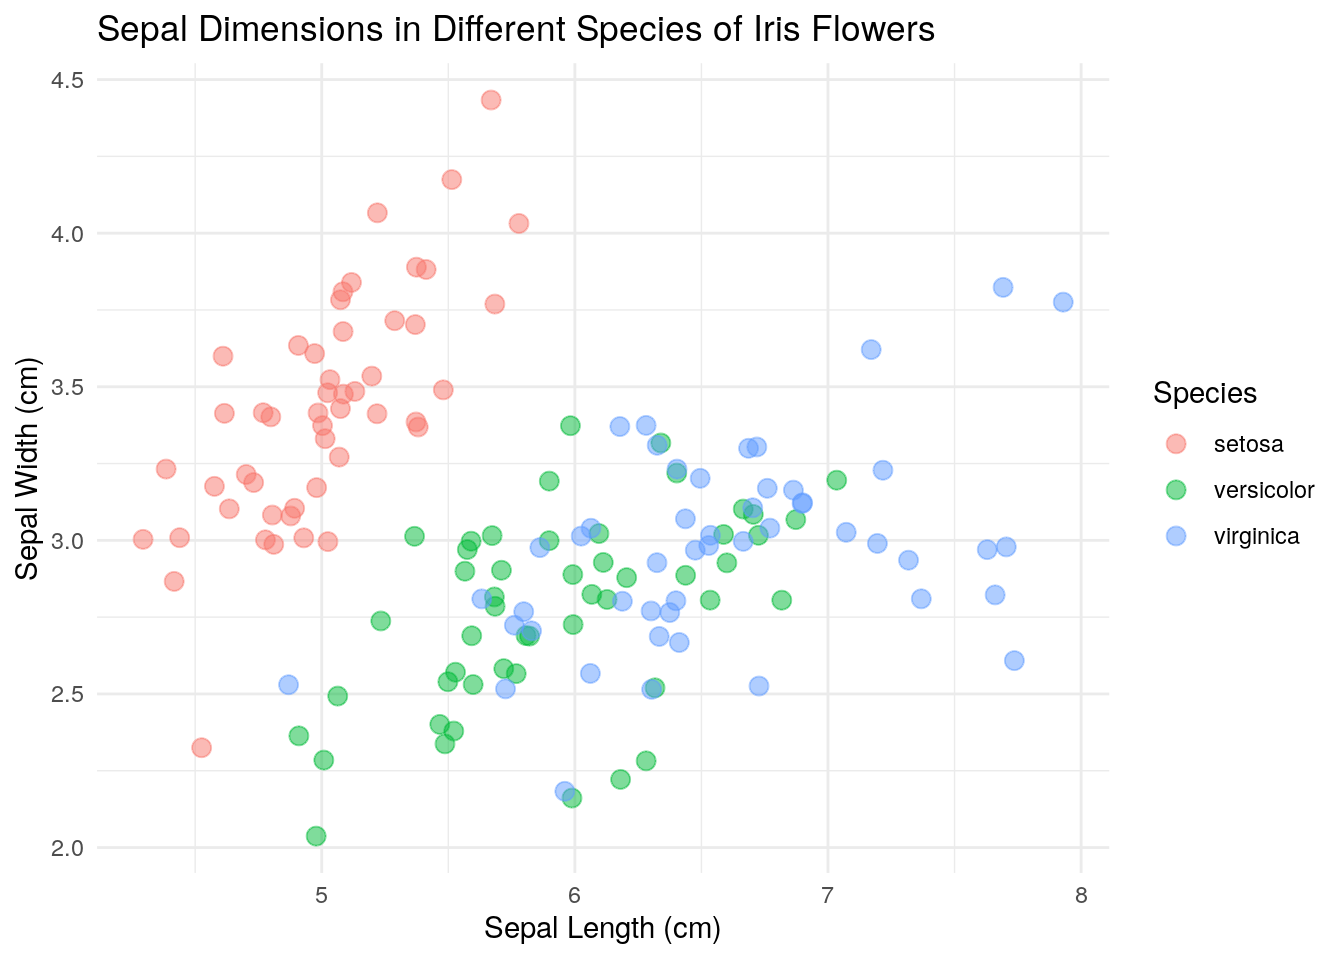 Sepal Dimensions in Different Species of Iris Flowers
4.5
4.0
3.5
3.0
2.5
2.0
Sepal Width (cm)
5 6 7 8
Sepal Length (cm)
Species
setosa
versicolor
virginica